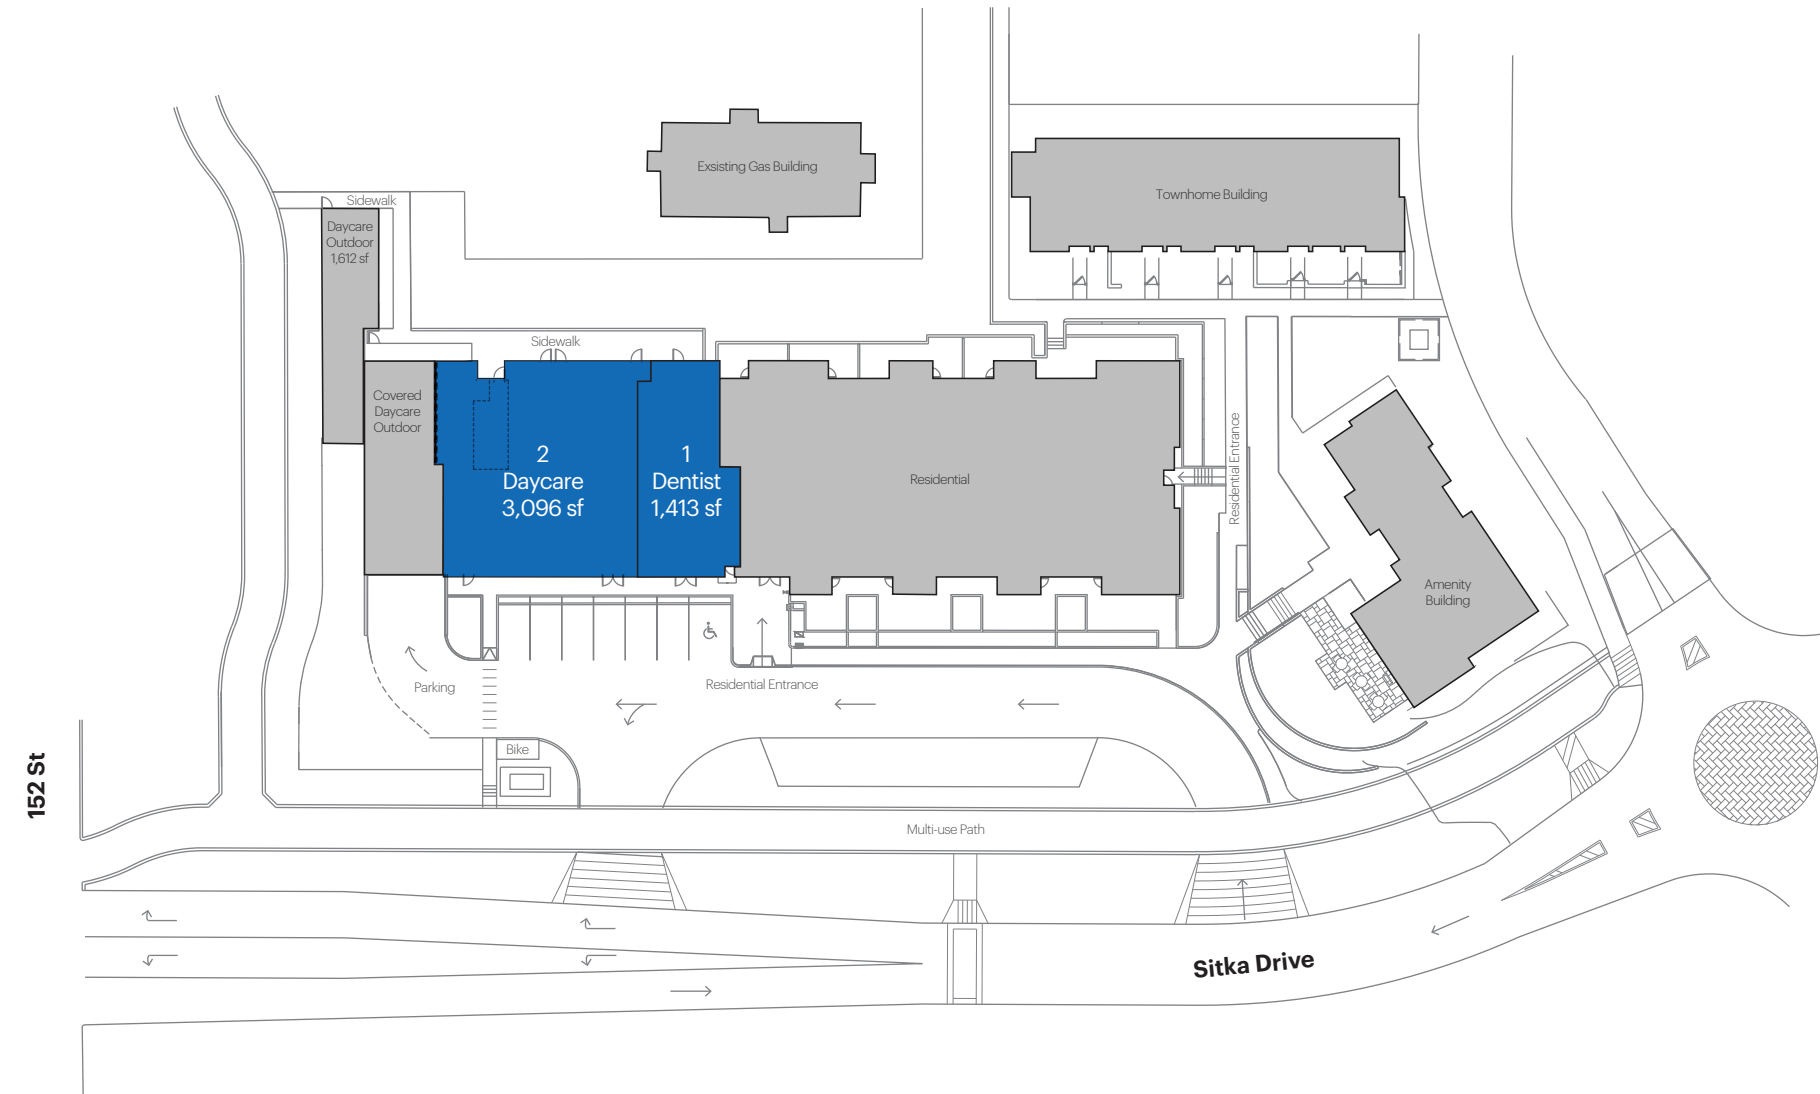 Exsisting Gas Building
Townhome Building
Sidewalk
Daycare
Outdoor
1,612 sf
Sidewalk
Covered
Daycare
Outdoor
2
Daycare
3,096 sf
1
Dentist
1,413 sf
Residential
Residential Entrance
Amenity
Building
Parking
Residential Entrance
Bike
152 St
Multi-use Path
Sitka Drive